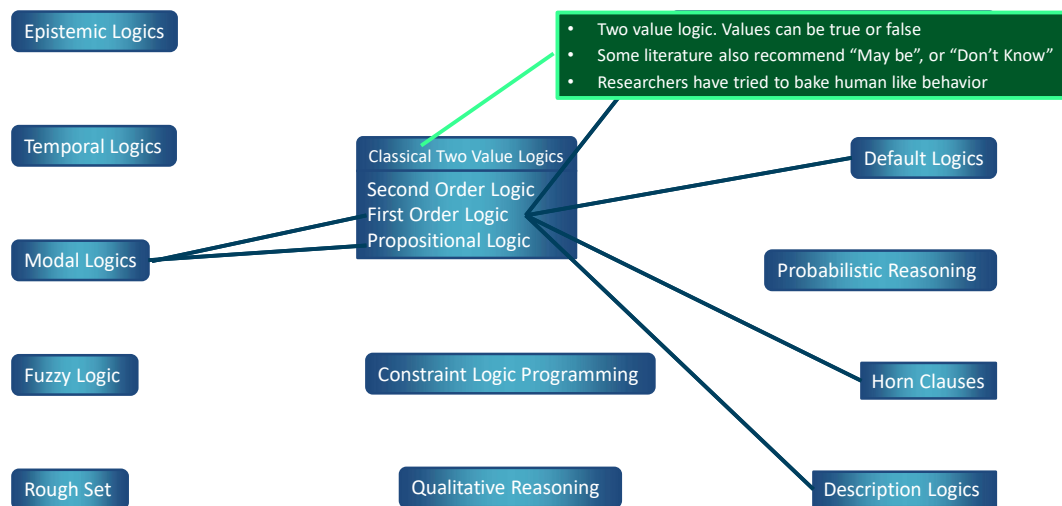 Epistemic Logics
• Two value logic. Values can be true or false
• Some literature also recommend “May be”, or “Don’t Know”
• Researchers have tried to bake human like behavior
Temporal Logics
Classical Two Value Logics
Second Order Logic
First Order Logic
Propositional Logic
Default Logics
Modal Logics
Probabilistic Reasoning
Fuzzy Logic
Constraint Logic Programming
Horn Clauses
Rough Set
Qualitative Reasoning
Description Logics